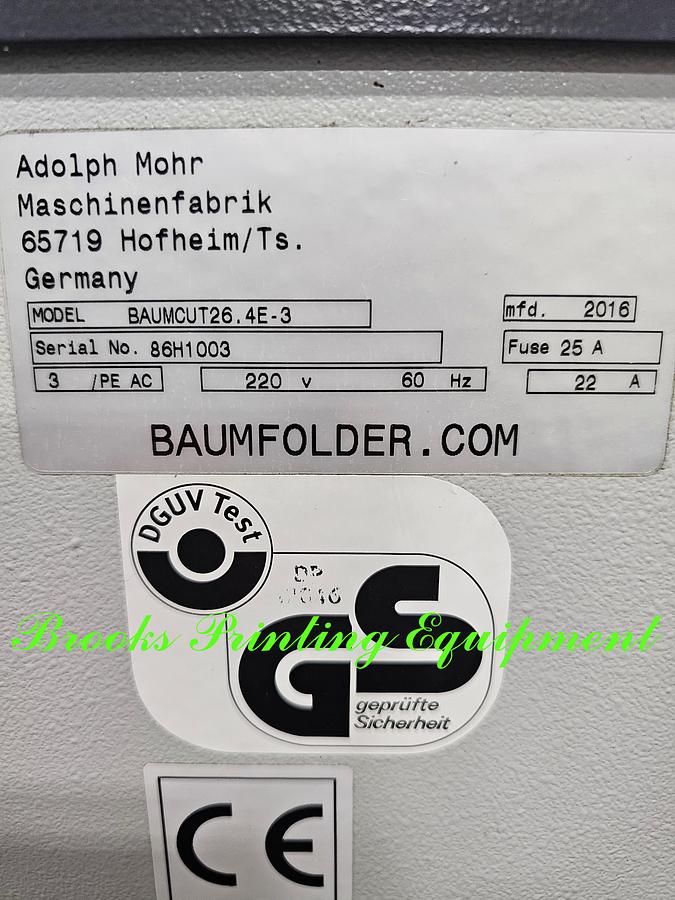 Adolph Mohr
Maschinenfabrik
65719 Hofheim/Ts.
Germany
MODEL BAUMCUT26.4E-3 mfd. 2016
Serial No. 86H1003 Fuse 25 A
3 /PE AC 220 v 60 Hz 22 A
BAUMFOLDER.COM
DGUV Test
DP
GS
Brooks Printing Equipment
geprüfte
Sicherheit
CE